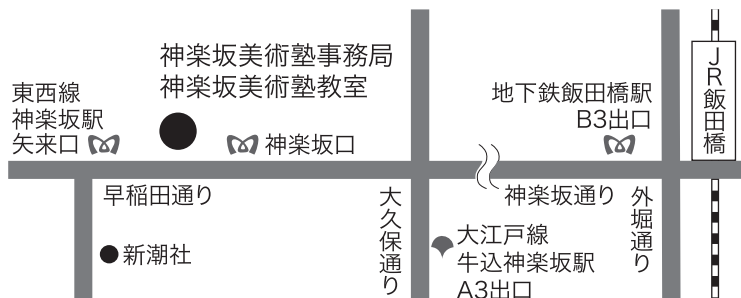 神楽坂美術塾事務局
神楽坂美術塾教室
東西線
神楽坂駅
矢来口
神楽坂口
地下鉄飯田橋駅
B3出口
JR飯田橋
早稲田通り
大久保通り
神楽坂通り
外堀通り
新潮社
大江戸線
牛込神楽坂駅
A3出口